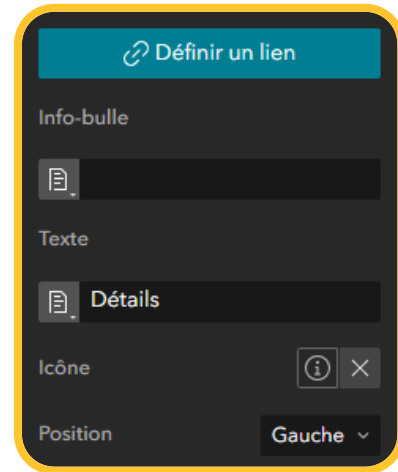 Définir un lien
Info-bulle
Texte
Détails
Icône
Position
Gauche